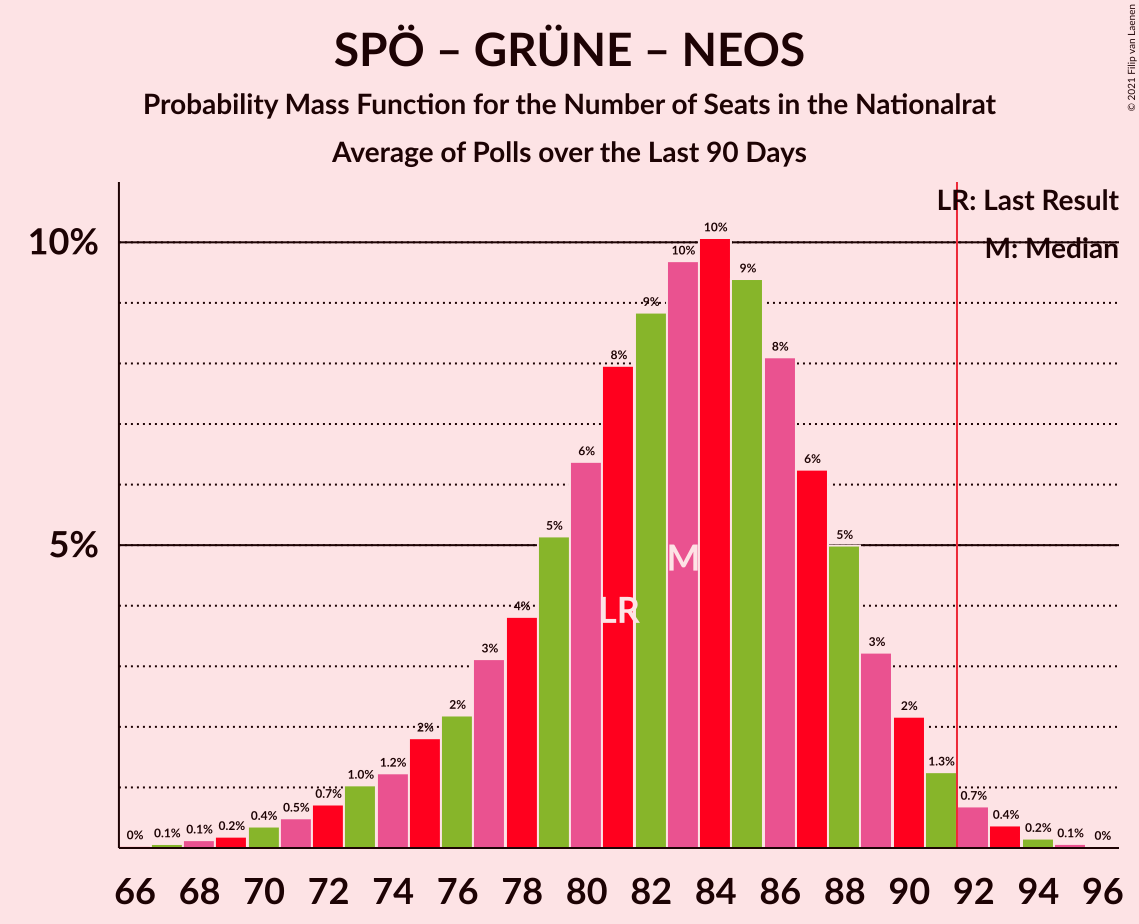 SPÖ – GRÜNE – NEOS
Probability Mass Function for the Number of Seats in the Nationalrat
Average of Polls over the Last 90 Days
© 2021 Filip van Laenen
LR: Last Result
M: Median
10%
5%
0% 0.1% 0.1% 0.2% 0.4% 0.5% 0.7% 1.0% 1.2% 2% 2% 3% 4% 5% 6% 8% 9% 10% 10% 9% 8% 6% 5% 3% 2% 1.3% 0.7% 0.4% 0.2% 0.1% 0%
M
LR
66 68 70 72 74 76 78 80 82 84 86 88 90 92 94 96